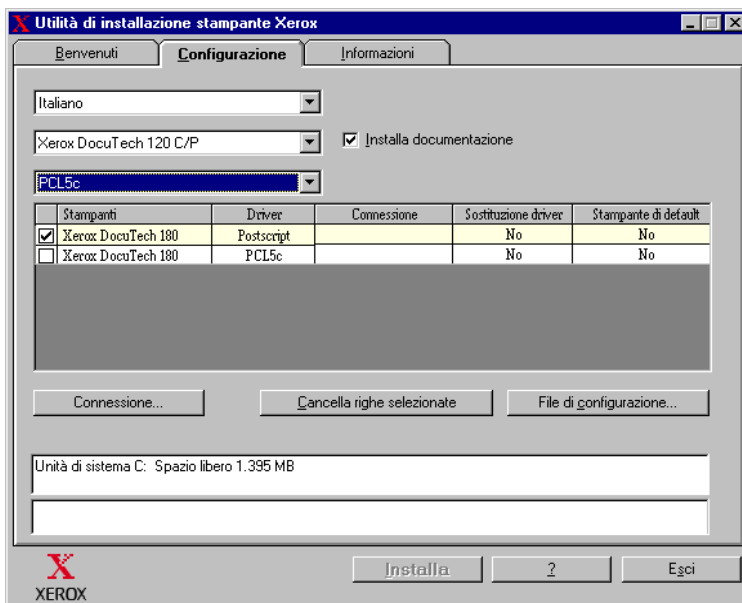 Utilità di installazione stampante Xerox
Benvenuti Configurazione Informazioni
Italiano
Xerox DocuTech 120 C/P Installa documentazione
PCL5c
Stampanti Driver Connessione Sostituzione driver Stampante di default
Xerox DocuTech 180 Postscript No No
Xerox DocuTech 180 PCL5c No No
Connessione... Cancella righe selezionate File di configurazione...
Unità di sistema C: Spazio libero 1.395 MB
Installa ? Esci
XEROX